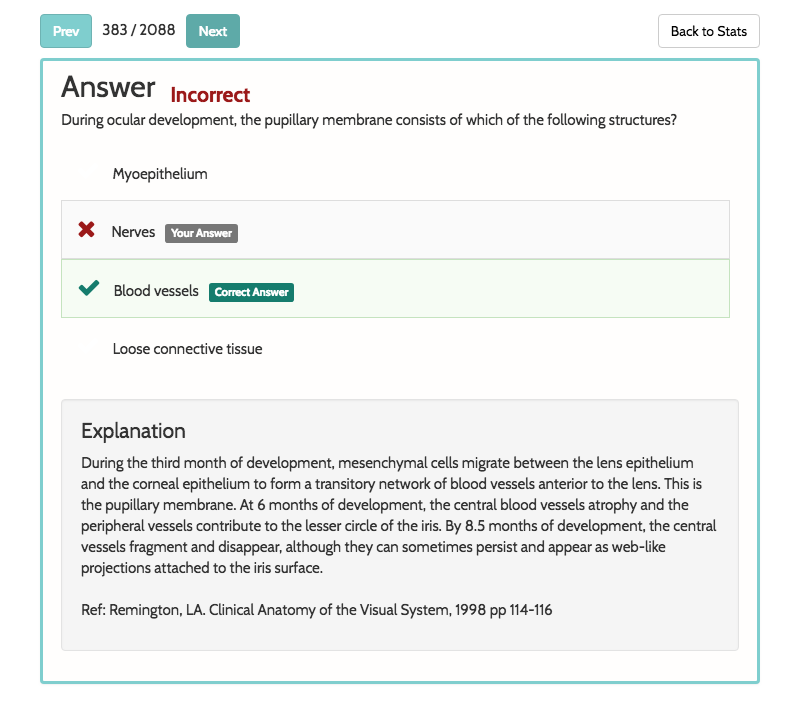 Prev 383 / 2088 Next Back to Stats
Answer Incorrect
During ocular development, the pupillary membrane consists of which of the following structures?
Myoepithelium
Nerves Your Answer
Blood vessels Correct Answer
Loose connective tissue
Explanation
During the third month of development, mesenchymal cells migrate between the lens epithelium
and the corneal epithelium to form a transitory network of blood vessels anterior to the lens. This is
the pupillary membrane. At 6 months of development, the central blood vessels atrophy and the
peripheral vessels contribute to the lesser circle of the iris. By 8.5 months of development, the central
vessels fragment and disappear, although they can sometimes persist and appear as web-like
projections attached to the iris surface.
Ref: Remington, LA. Clinical Anatomy of the Visual System, 1998 pp 114-116